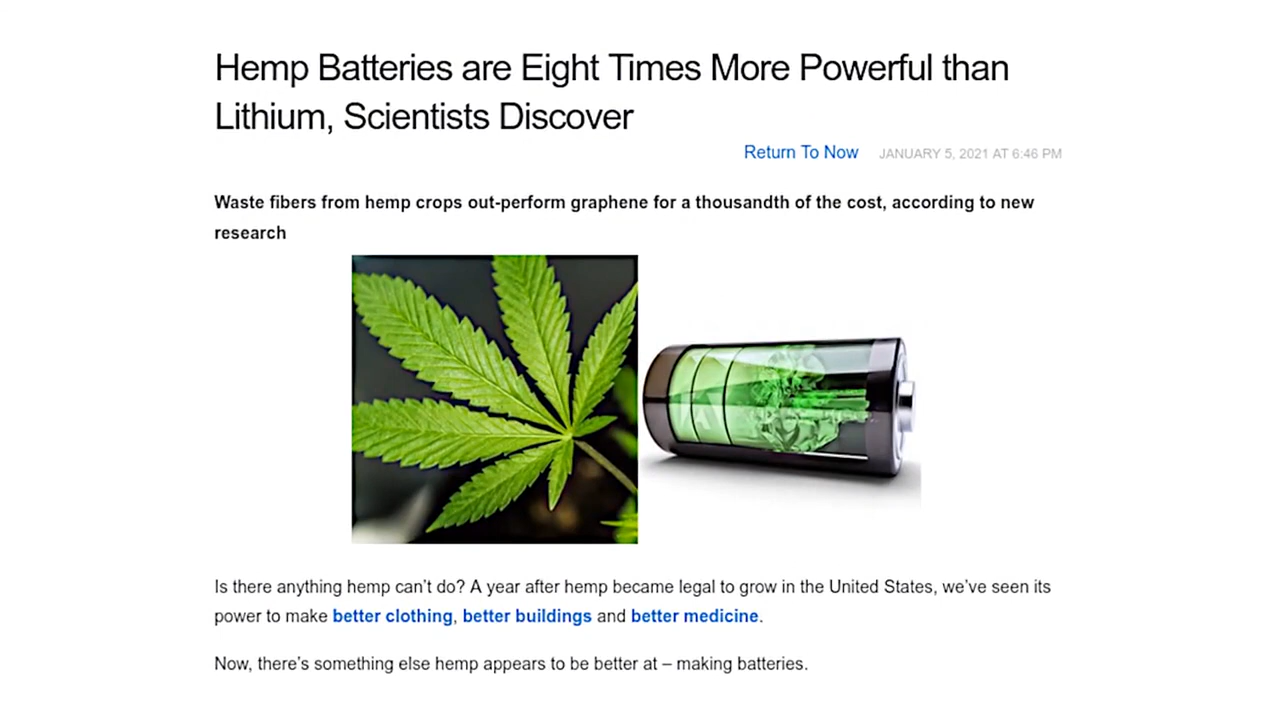 Hemp Batteries are Eight Times More Powerful than
Lithium, Scientists Discover
Return To Now JANUARY 5, 2021 AT 6:46 PM
Waste fibers from hemp crops out-perform graphene for a thousandth of the cost, according to new
research
Is there anything hemp can’t do? A year after hemp became legal to grow in the United States, we’ve seen its
power to make better clothing, better buildings and better medicine.
Now, there’s something else hemp appears to be better at – making batteries.